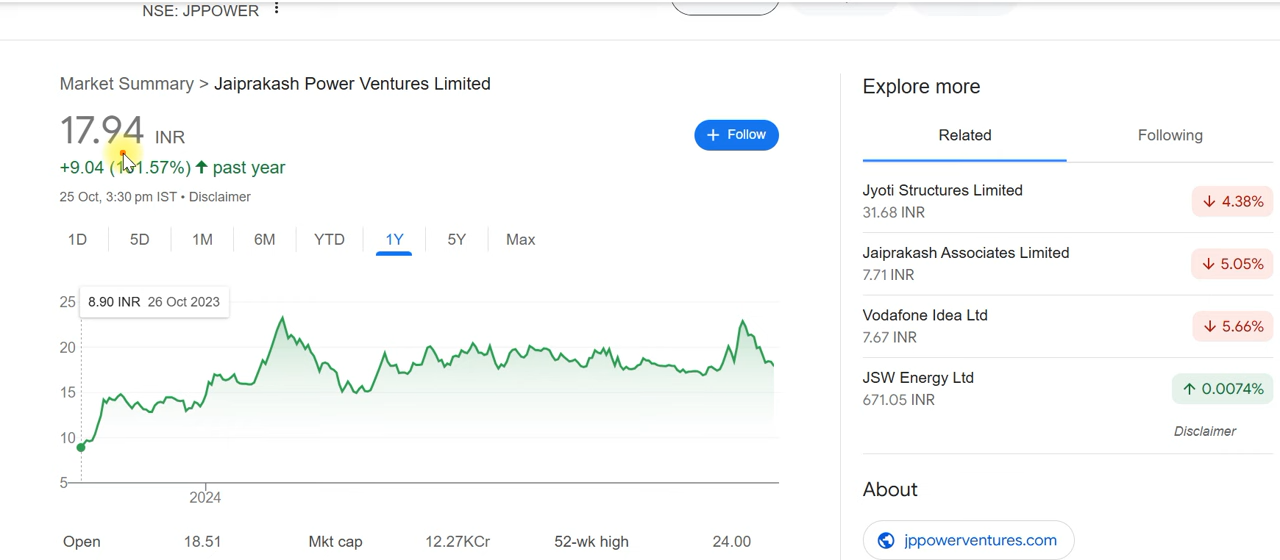 NSE: JPPOWER
Market Summary > Jaiprakash Power Ventures Limited
17.94 INR
+ Follow
+9.04 (101.57%) ↑ past year
25 Oct, 3:30 pm IST • Disclaimer
1D 5D 1M 6M YTD 1Y 5Y Max
8.90 INR 26 Oct 2023
25
20
15
10
5
2024
Open 18.51 Mkt cap 12.27KCr 52-wk high 24.00
Explore more
Related Following
Jyoti Structures Limited
31.68 INR
↓ 4.38%
Jaiprakash Associates Limited
7.71 INR
↓ 5.05%
Vodafone Idea Ltd
7.67 INR
↓ 5.66%
JSW Energy Ltd
671.05 INR
↑ 0.0074%
Disclaimer
About
jppowerventures.com